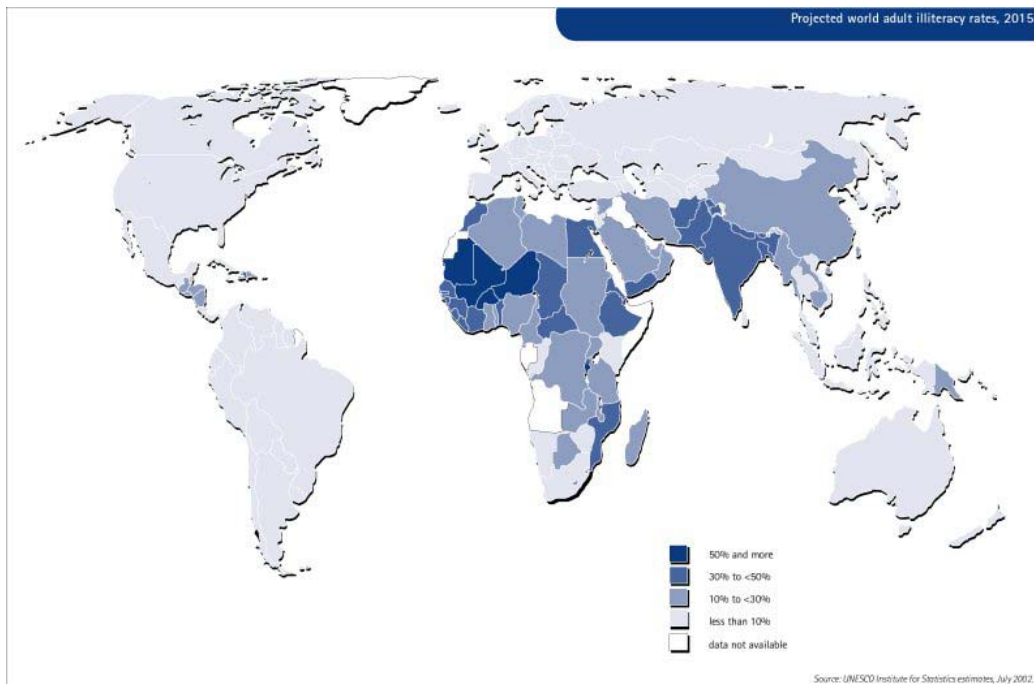 Projected world adult illiteracy rates, 2015
50% and more
30% to <50%
10% to <30%
less than 10%
data not available
Source: UNESCO Institute for Statistics estimates, July 2002.